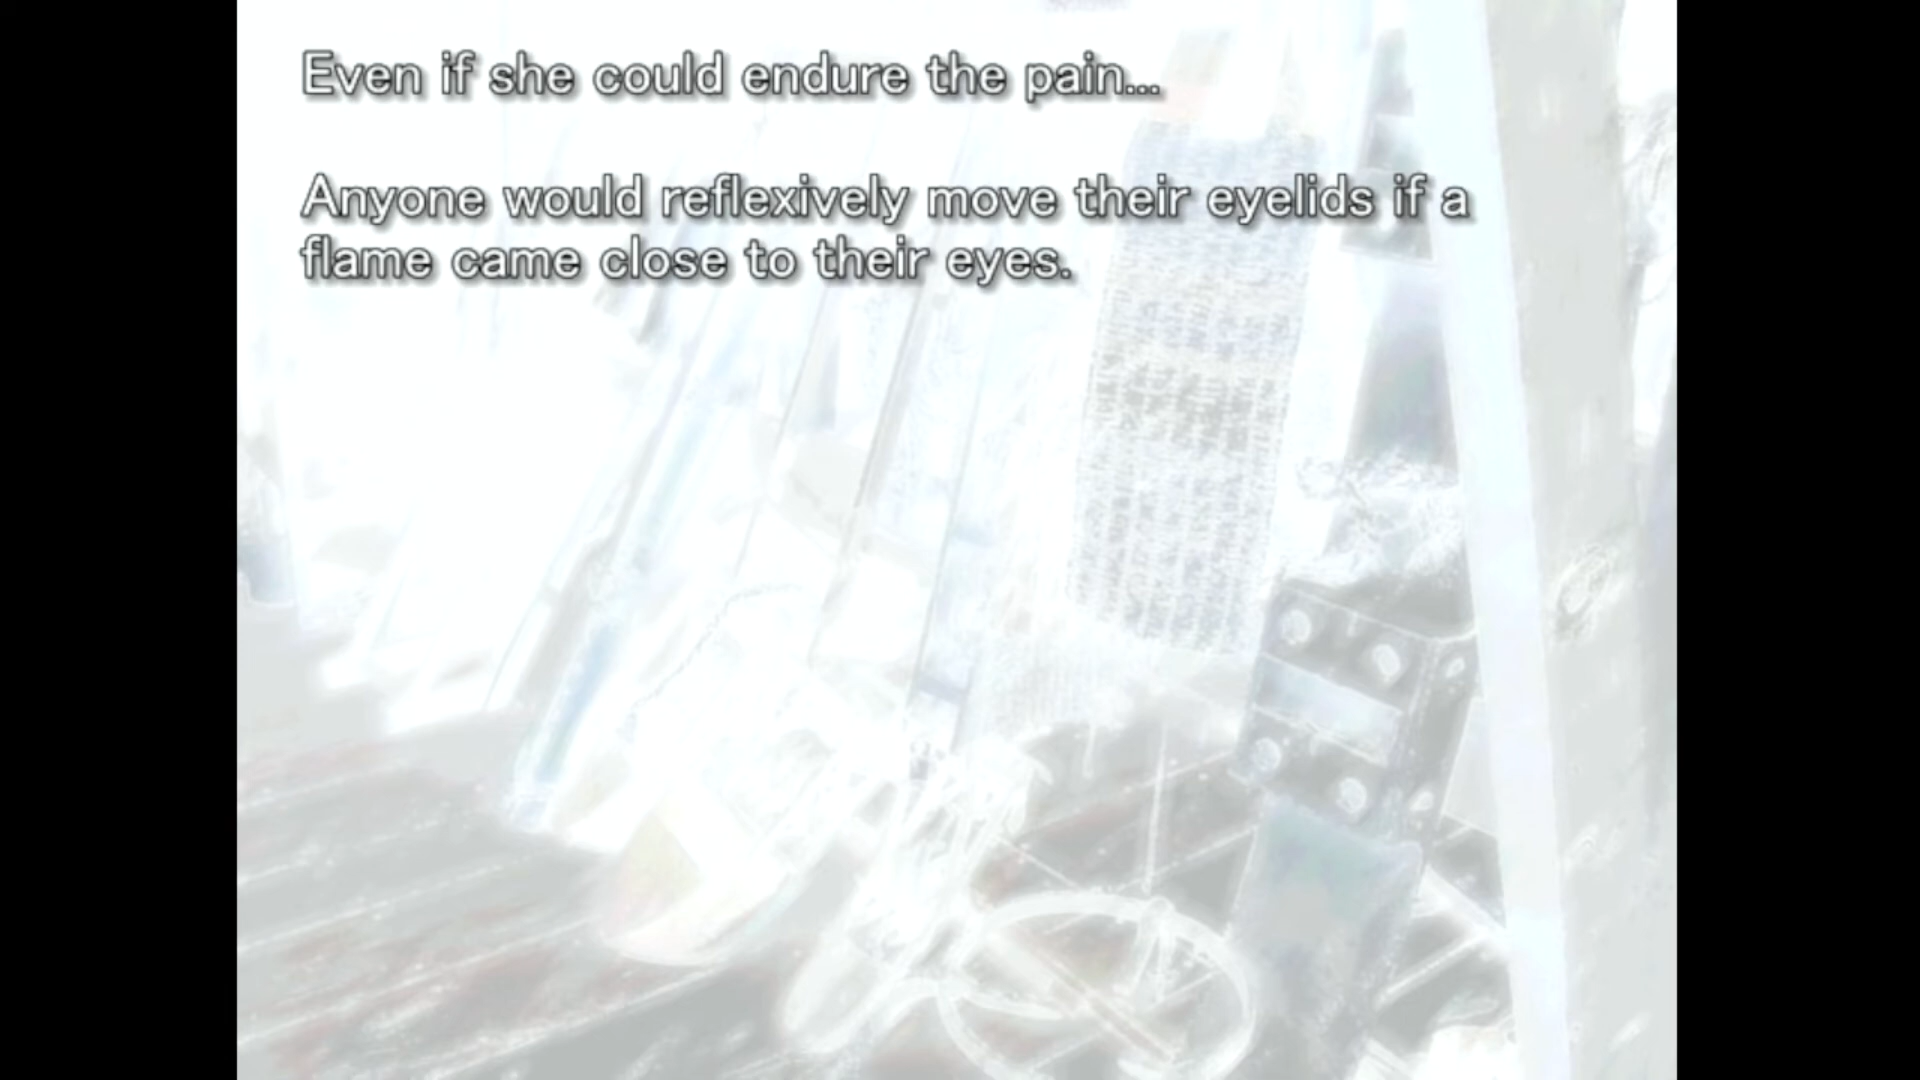 Even if she could endure the pain...
Anyone would reflexively move their eyelids if a
flame came close to their eyes.